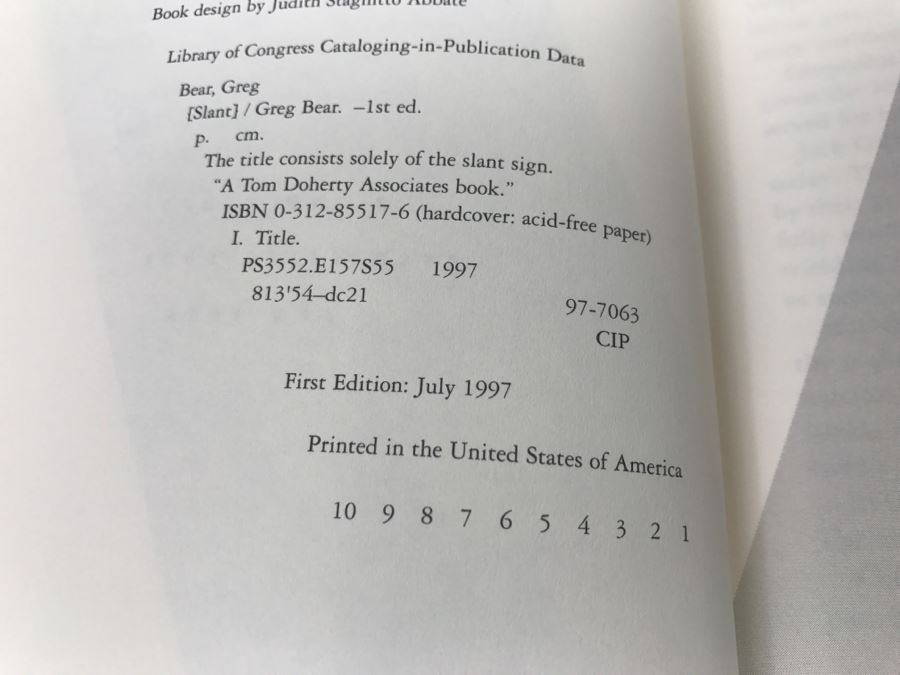 Book design by Judith Stagnitto Abbate
Library of Congress Cataloging-in-Publication Data
Bear, Greg
[Slant] / Greg Bear. –1st ed.
p. cm.
The title consists solely of the slant sign.
“A Tom Doherty Associates book.”
ISBN 0-312-85517-6 (hardcover: acid-free paper)
I. Title.
PS3552.E157S55 1997
813'54–dc21
97-7063
CIP
First Edition: July 1997
Printed in the United States of America
10 9 8 7 6 5 4 3 2 1